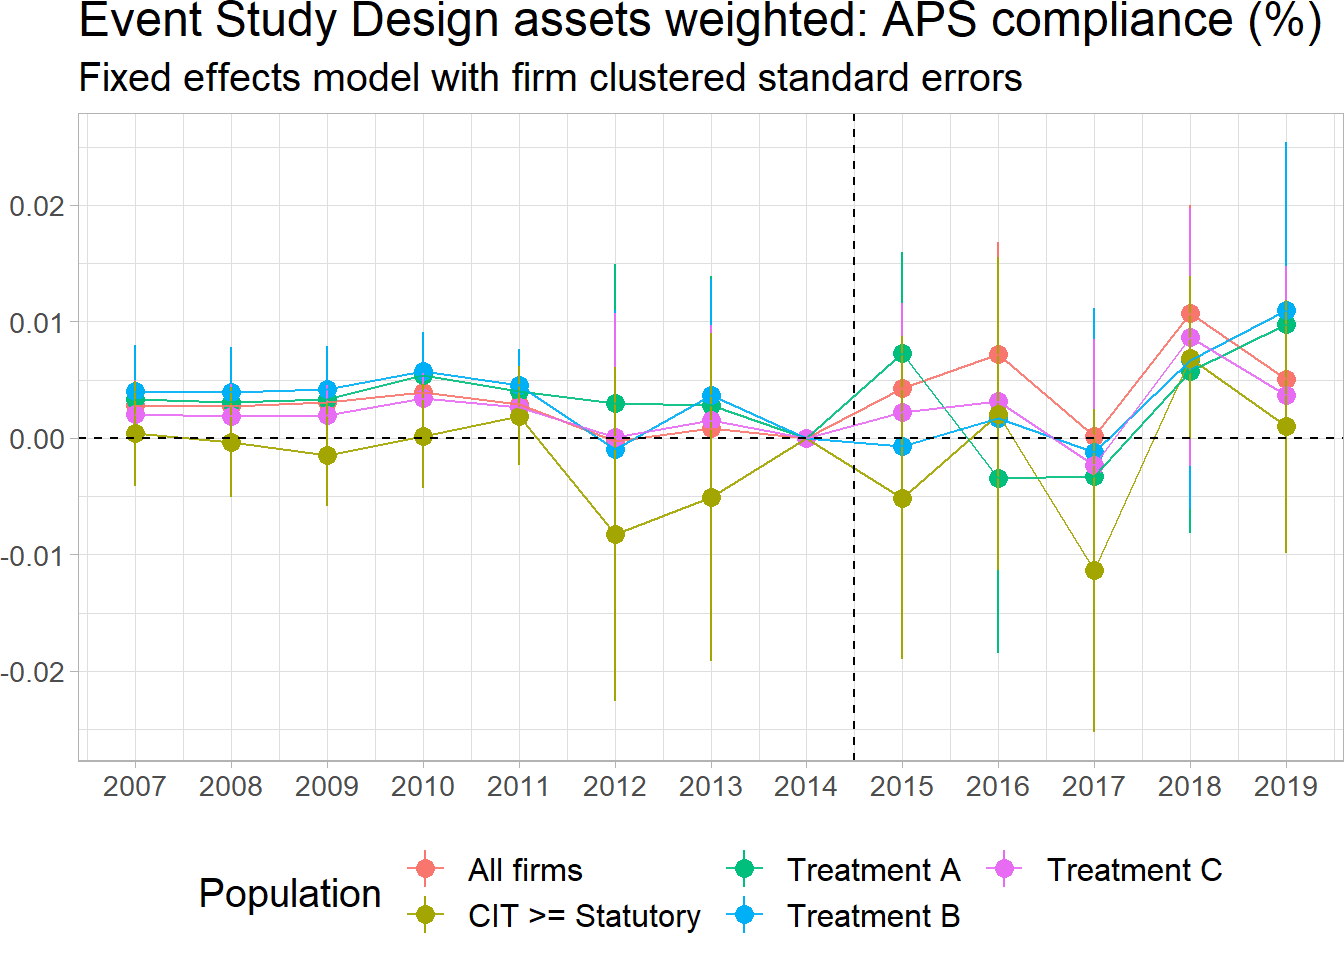 Event Study Design assets weighted: APS compliance (%)
Fixed effects model with firm clustered standard errors
0.02
0.01
0.00
-0.01
-0.02
2007 2008 2009 2010 2011 2012 2013 2014 2015 2016 2017 2018 2019
Population
All firms
CIT >= Statutory
Treatment A
Treatment B
Treatment C